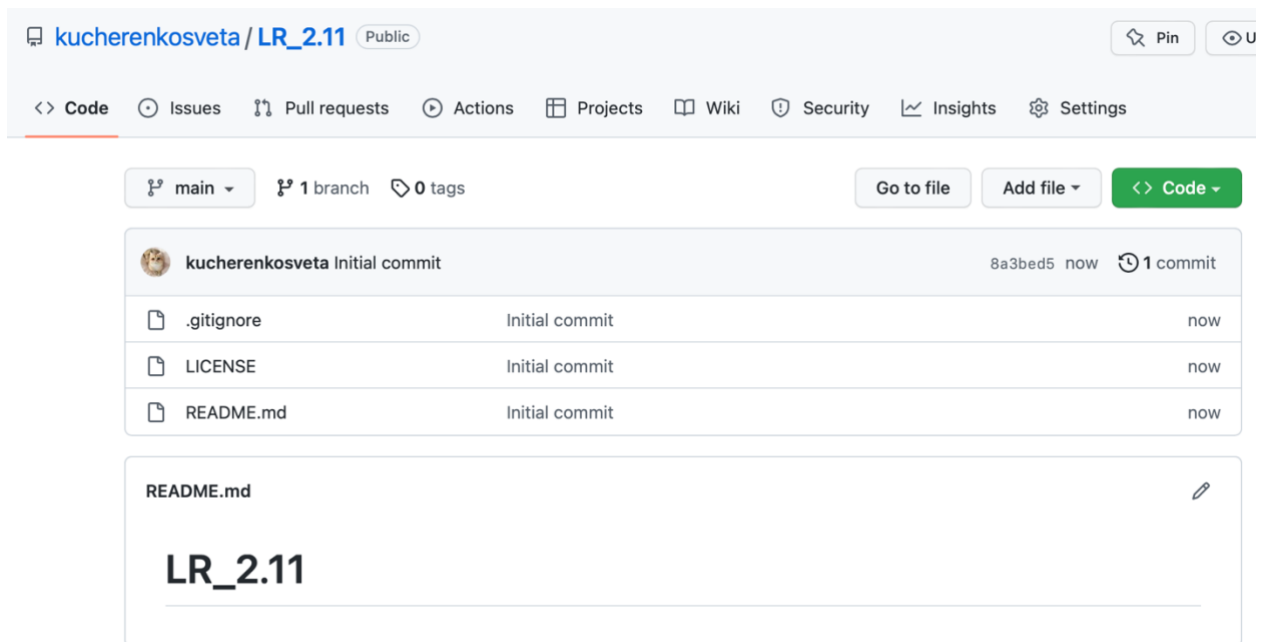 kucherenkosveta / LR_2.11 Public Pin
Code Issues Pull requests Actions Projects Wiki Security Insights Settings
main 1 branch 0 tags Go to file Add file Code
kucherenkosveta Initial commit 8a3bed5 now 1 commit
.gitignore Initial commit now
LICENSE Initial commit now
README.md Initial commit now
README.md
LR_2.11